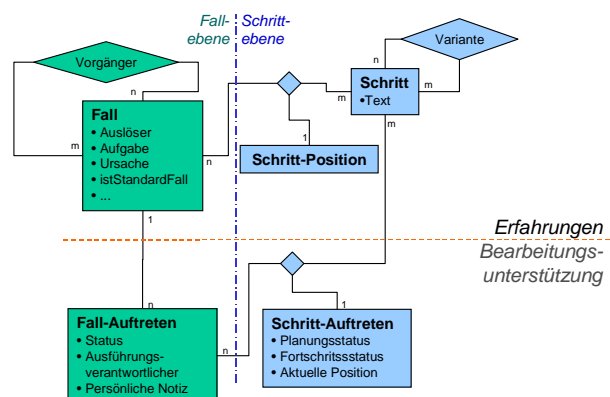 Fall-
ebene
Schritt-
ebene
Vorgänger
Variante
n
n
m
Fall
• Auslöser
• Aufgabe
• Ursache
• istStandardFall
• ...
m
n
m
1
Schritt
•Text
m
n
m
Schritt-Position
1
Erfahrungen
Bearbeitungs-
unterstützung
n
1
Fall-Auftreten
• Status
• Ausführungs-
verantwortlicher
• Persönliche Notiz
n
Schritt-Auftreten
• Planungsstatus
• Fortschrittssstatus
• Aktuelle Position